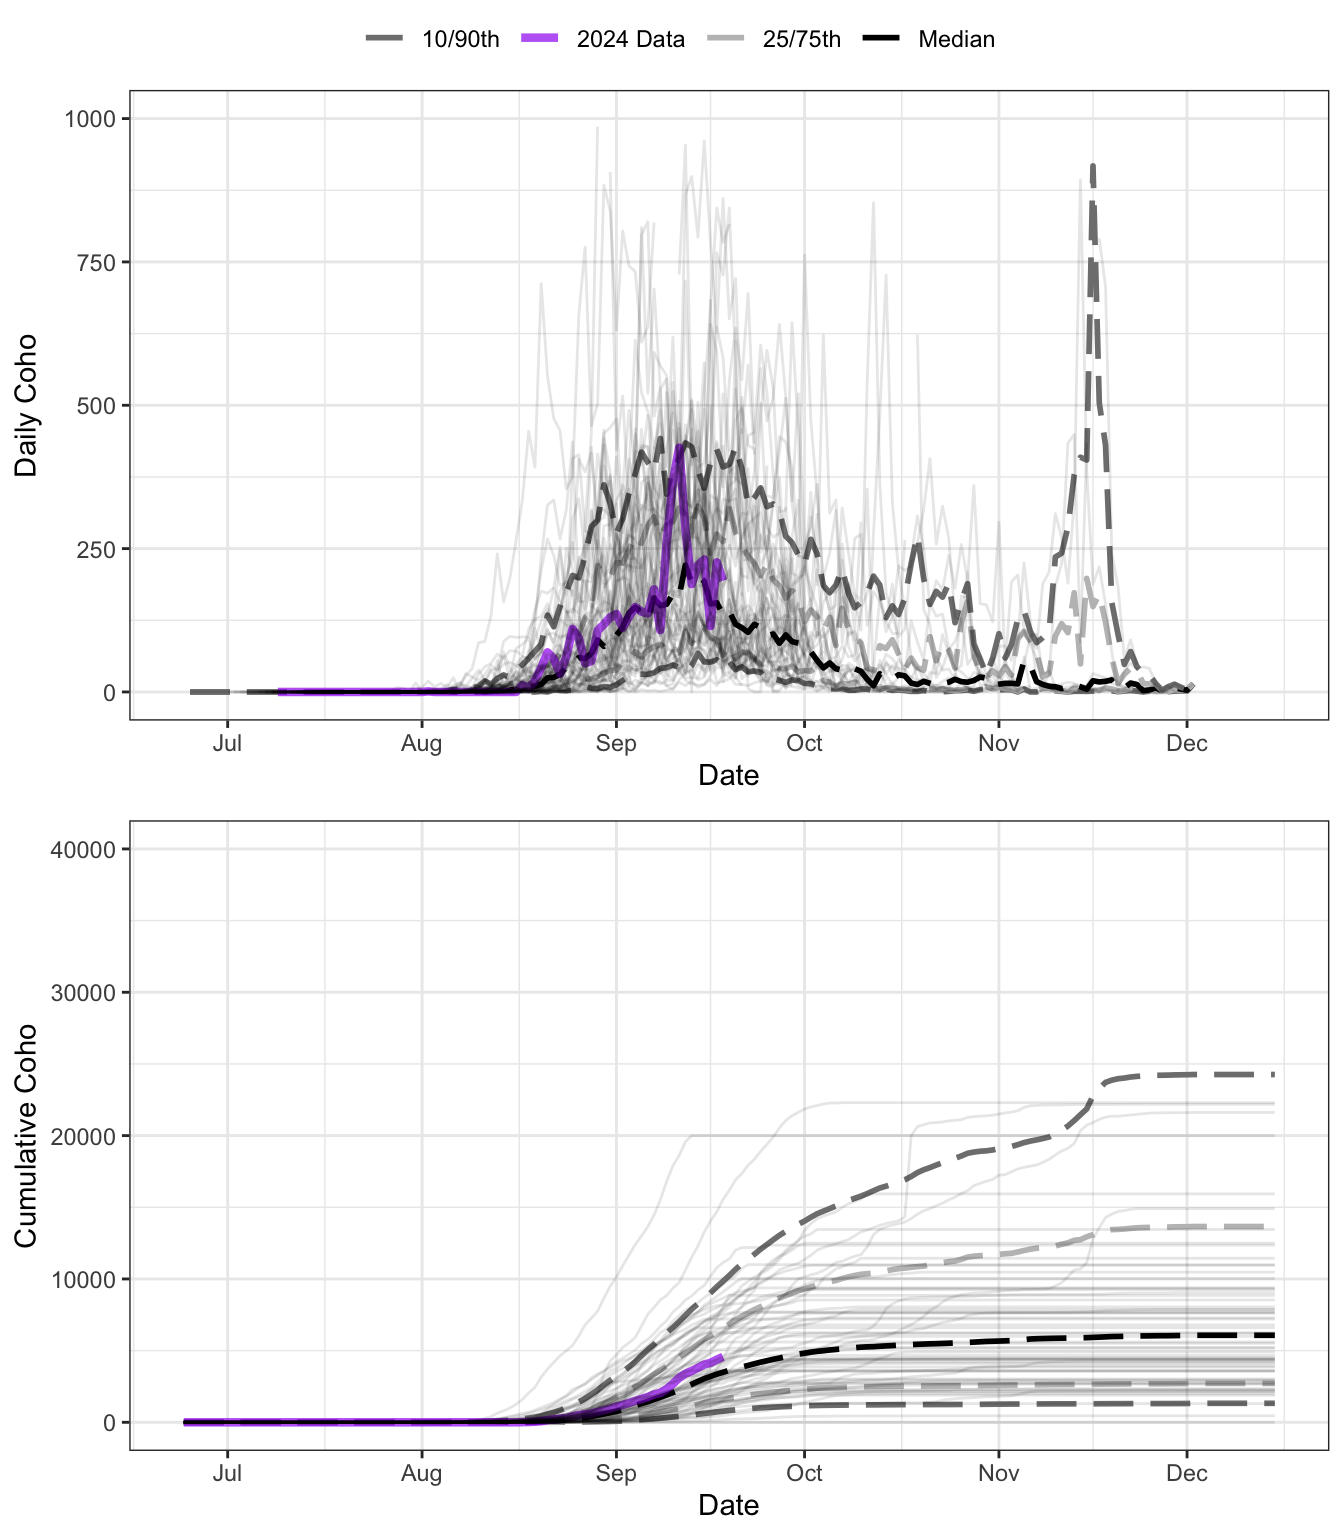 10/90th 2024 Data 25/75th Median
1000
750
500
250
0
Daily Coho
Jul Aug Sep Oct Nov Dec
Date
40000
30000
20000
10000
0
Cumulative Coho
Jul Aug Sep Oct Nov Dec
Date